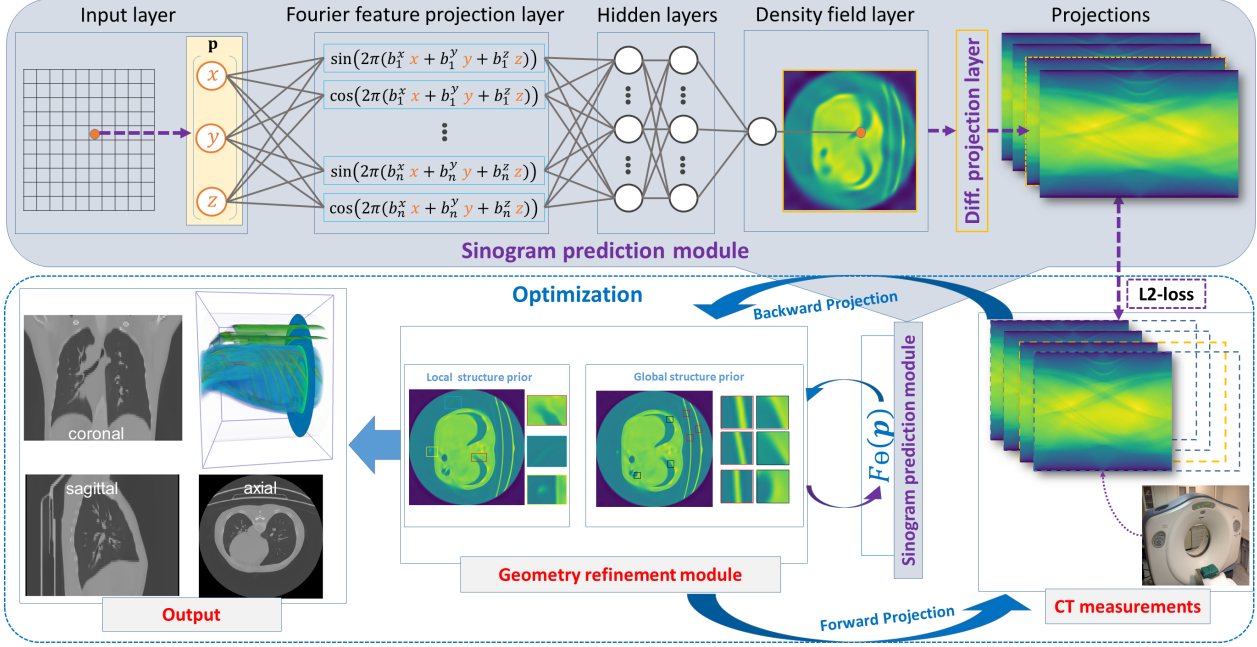 Input layer
Fourier feature projection layer
Hidden layers
Density field layer
Projections
p
x
y
z
sin(2π(b₁ˣ x + b₁ʸ y + b₁ᶻ z))
cos(2π(b₁ˣ x + b₁ʸ y + b₁ᶻ z))
sin(2π(bₙˣ x + bₙʸ y + bₙᶻ z))
cos(2π(bₙˣ x + bₙʸ y + bₙᶻ z))
Diff. projection layer
Sinogram prediction module
Optimization
Backward Projection
L2-loss
Local structure prior
Global structure prior
FΘ(p)
Sinogram prediction module
coronal
sagittal
axial
Geometry refinement module
Output
Forward Projection
CT measurements